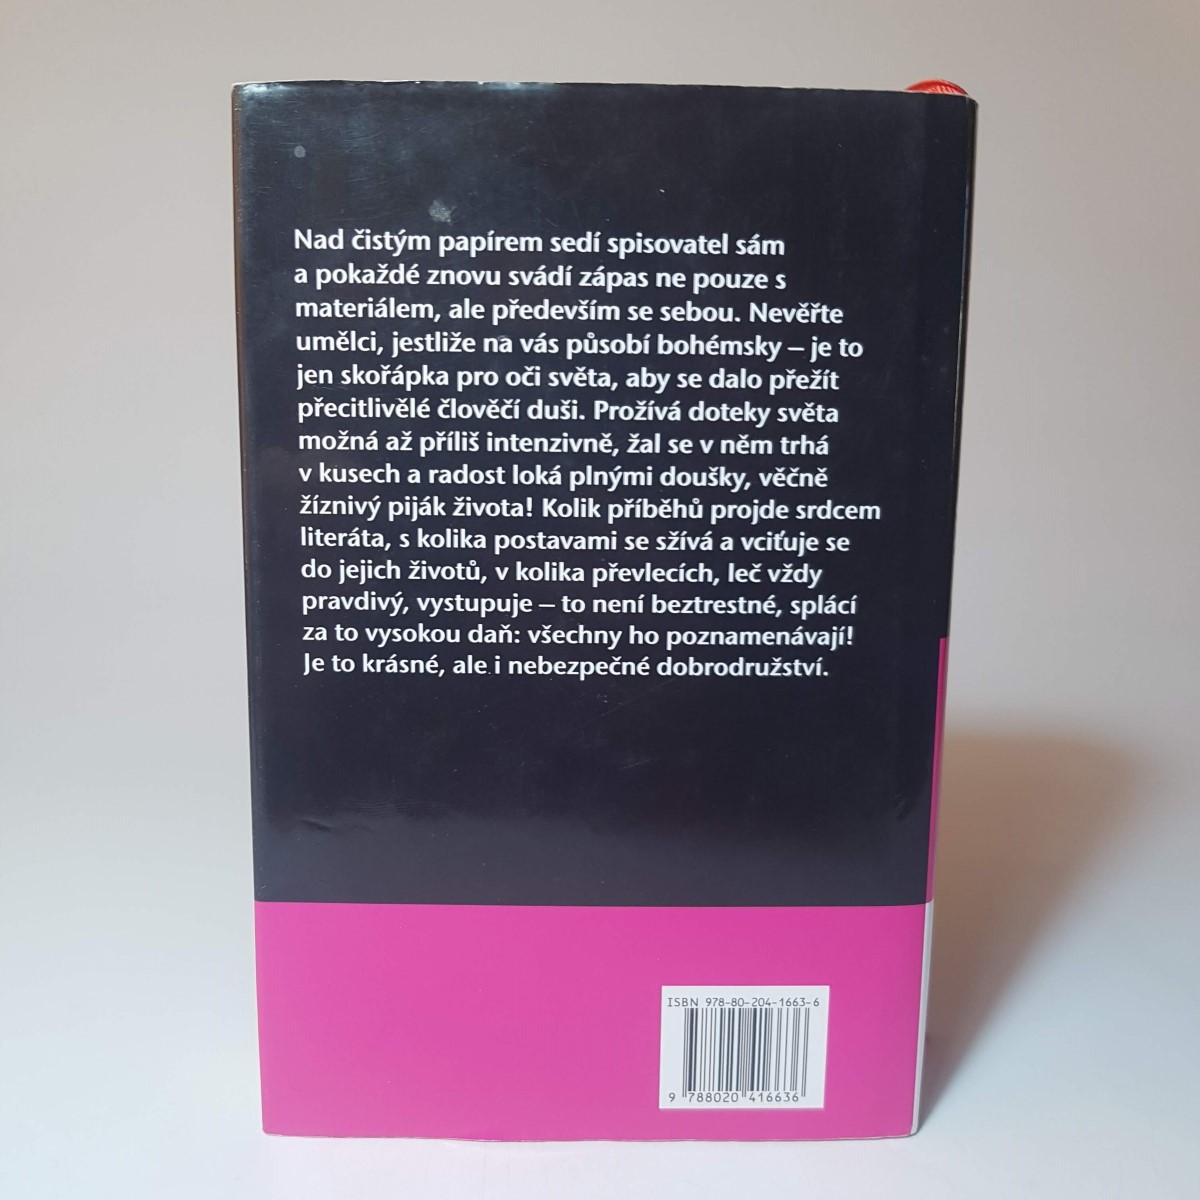 Nad čistým papírem sedí spisovatel sám
a pokaždé znovu svádí zápas ne pouze s
materiálem, ale především se sebou. Nevěřte
umělci, jestliže na vás působí bohémsky – je to
jen skořápka pro oči světa, aby se dalo přežít
přecitlivělé človečí duši. Prožívá doteky světa
možná až příliš intenzivně, žal se v něm trhá
v kusech a radost loká plnými doušky, věčně
žíznivý piják života! Kolik příběhů projde srdcem
literáta, s kolika postavami se sžívá a vciťuje se
do jejich životů, v kolika převlecích, leč vždy
pravdivý, vystupuje – to není beztrestné, splácí
za to vysokou daň: všechny ho poznamenávají!
Je to krásné, ale i nebezpečné dobrodružství.
ISBN 978-80-204-1663-6
9 788020 416636